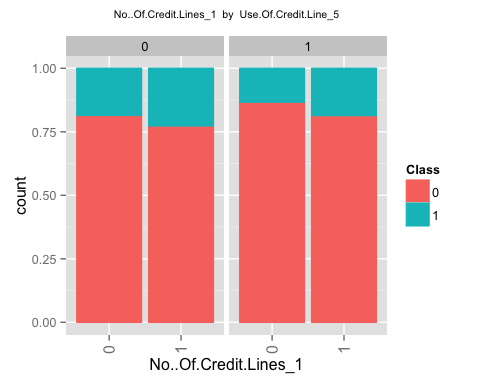 No..Of.Credit.Lines_1 by Use.Of.Credit.Line_5
0 1
1.00
0.75
0.50
0.25
0.00
count
0 1 0 1
No..Of.Credit.Lines_1
Class
0
1